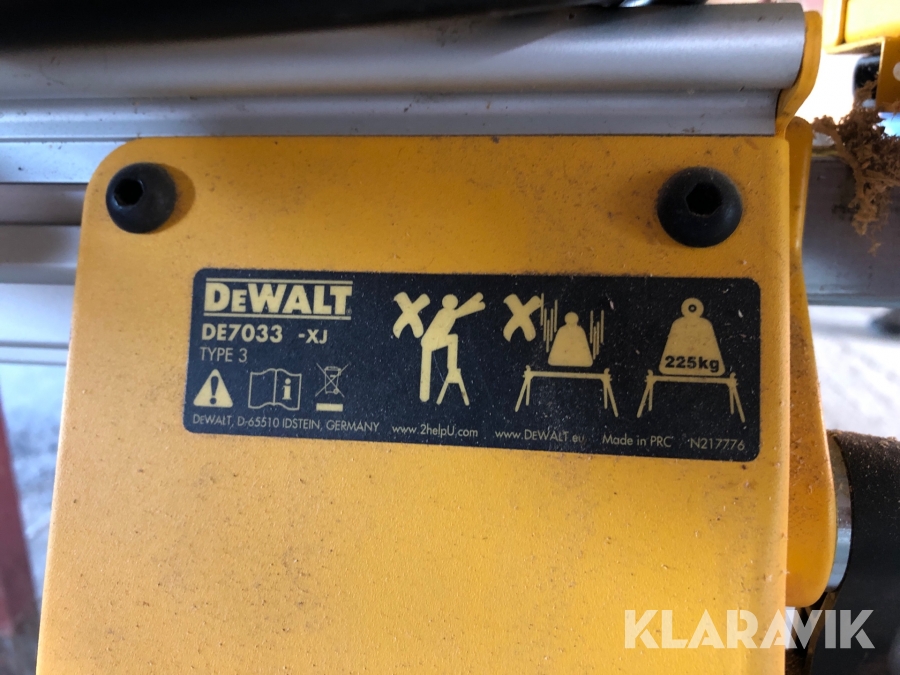 DEWALT
DE7033 -XJ
TYPE 3
225kg
DEWALT, D-65510 IDSTEIN, GERMANY www.2helpU.com www.DEWALT.eu Made in PRC N217776
KLARAVIK